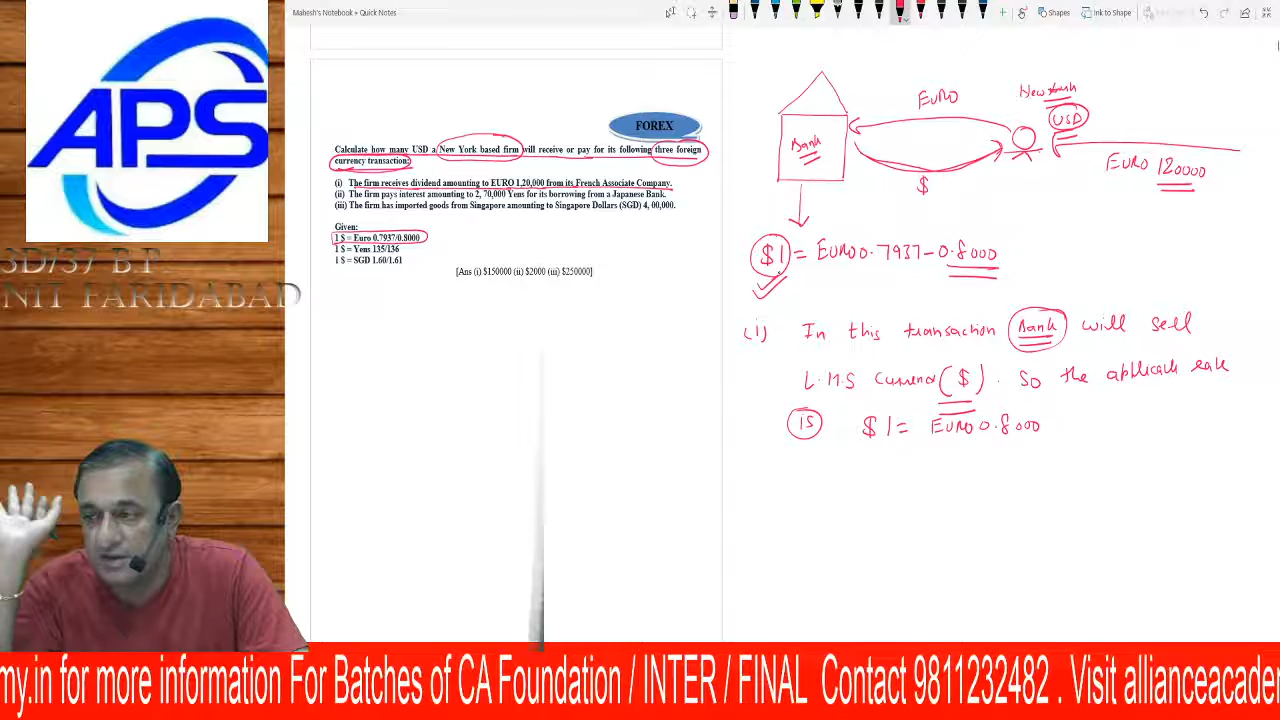 Mahesh's Notebook » Quick Notes
Shapes
Ink to Shape
APS
3D/37 B.P.
NIT FARIDABAD
FOREX
Calculate how many USD a New York based firm will receive or pay for its following three foreign
currency transaction:
(i) The firm receives dividend amounting to EURO 1,20,000 from its French Associate Company.
(ii) The firm pays interest amounting to 2, 70,000 Yens for its borrowing from a Japanese Bank.
(iii) The firm has imported goods from Singapore amounting to Singapore Dollars (SGD) 4, 00,000.
Given:
1 $ = Euro 0.7937/0.8000
1 $ = Yens 135/136
1 $ = SGD 1.60/1.61
[Ans (i) $150000 (ii) $2000 (iii) $250000]
EURO
USD
Bank
EURO 120000
$
$1 = EURO 0.7937-0.8000
(i) In this transaction Bank will sell
L.H.S currency ($). So the rate
is $1= EURO 0.8000
my.in for more information For Batches of CA Foundation / INTER / FINAL Contact 9811232482 . Visit allianceacader